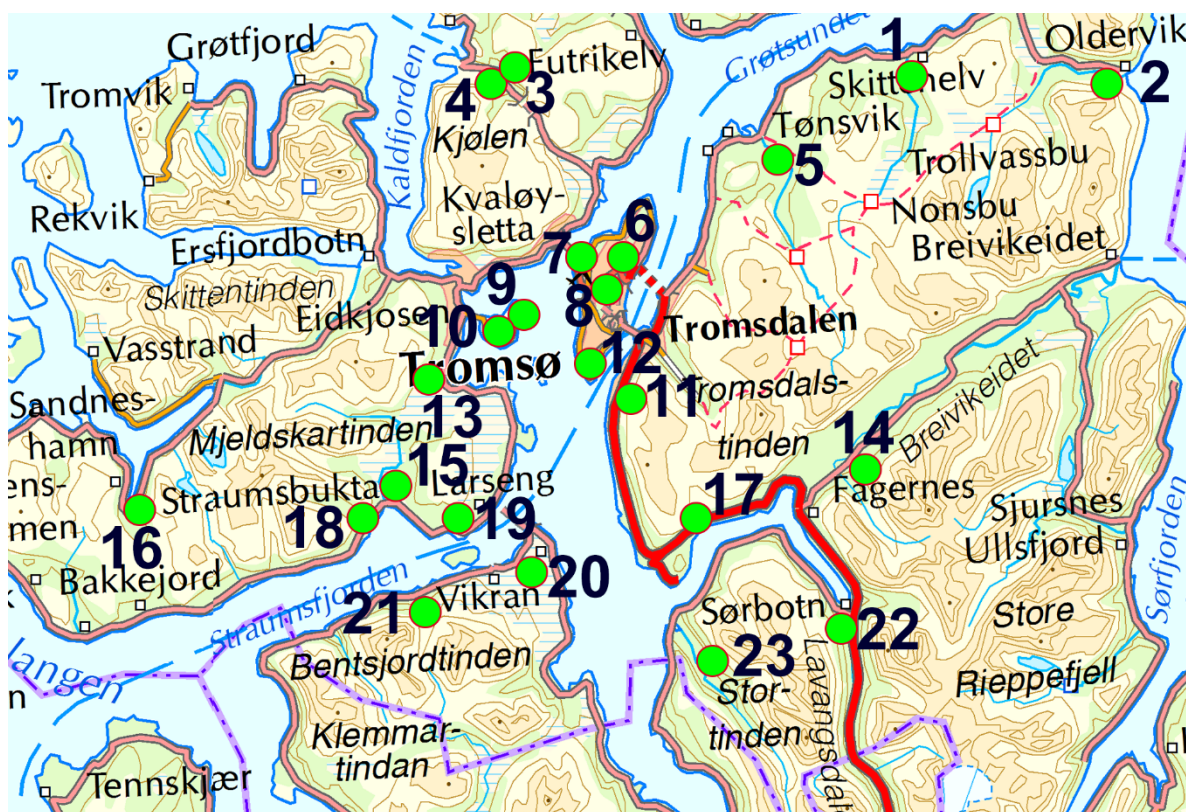 Grøtfjord
Tromvik
Rekvik
Ersfjordbotn
Skittentinden
Vasstrand
Kaldfjorden
4
3
Futrikelv
Kjølen
Kvaløy-
sletta
Grøtsundet
1
Skittenelv
Oldervik
2
Tønsvik
5
Trollvassbu
Nonsbu
Breivikeidet
6
7
8
9
10
Eidkjosen
Tromsø
Tromsdalen
12
11
Tromsdals-
tinden
Breivikeidet
13
14
Fagernes
Sandnes-
hamn
Mjeldskartinden
15
Straumsbukta
Larseng
ens-
men
16
18
19
17
Sjursnes
Ullsfjord
Sørfjorden
Bakkejord
Straumsfjorden
20
21
Vikran
Sørbotn
22
Store
Rieppefjell
23
Stor-
tinden
Lavangsdal
Bentsjordtinden
Klemmar-
tindan
langen
n
Tennskjær